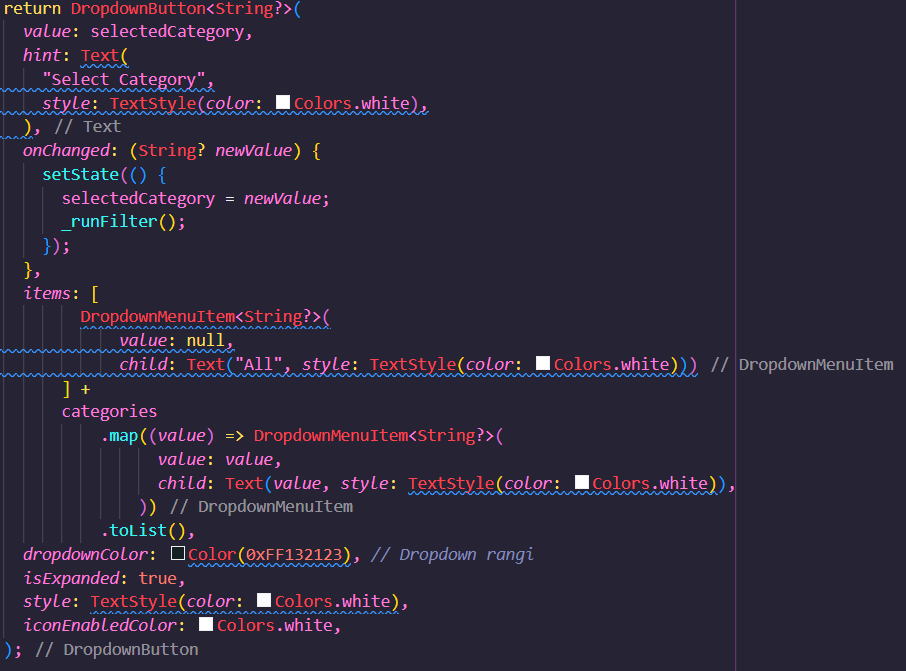 return DropdownButton<String?>(
  value: selectedCategory,
  hint: Text(
    "Select Category",
    style: TextStyle(color: Colors.white),
  ), // Text
  onChanged: (String? newValue) {
    setState(() {
      selectedCategory = newValue;
      _runFilter();
    });
  },
  items: [
        DropdownMenuItem<String?>(
            value: null,
            child: Text("All", style: TextStyle(color: Colors.white))) // DropdownMenuItem
      ] +
      categories
          .map((value) => DropdownMenuItem<String?>(
                value: value,
                child: Text(value, style: TextStyle(color: Colors.white)),
              )) // DropdownMenuItem
          .toList(),
  dropdownColor: Color(0xFF132123), // Dropdown rangi
  isExpanded: true,
  style: TextStyle(color: Colors.white),
  iconEnabledColor: Colors.white,
); // DropdownButton